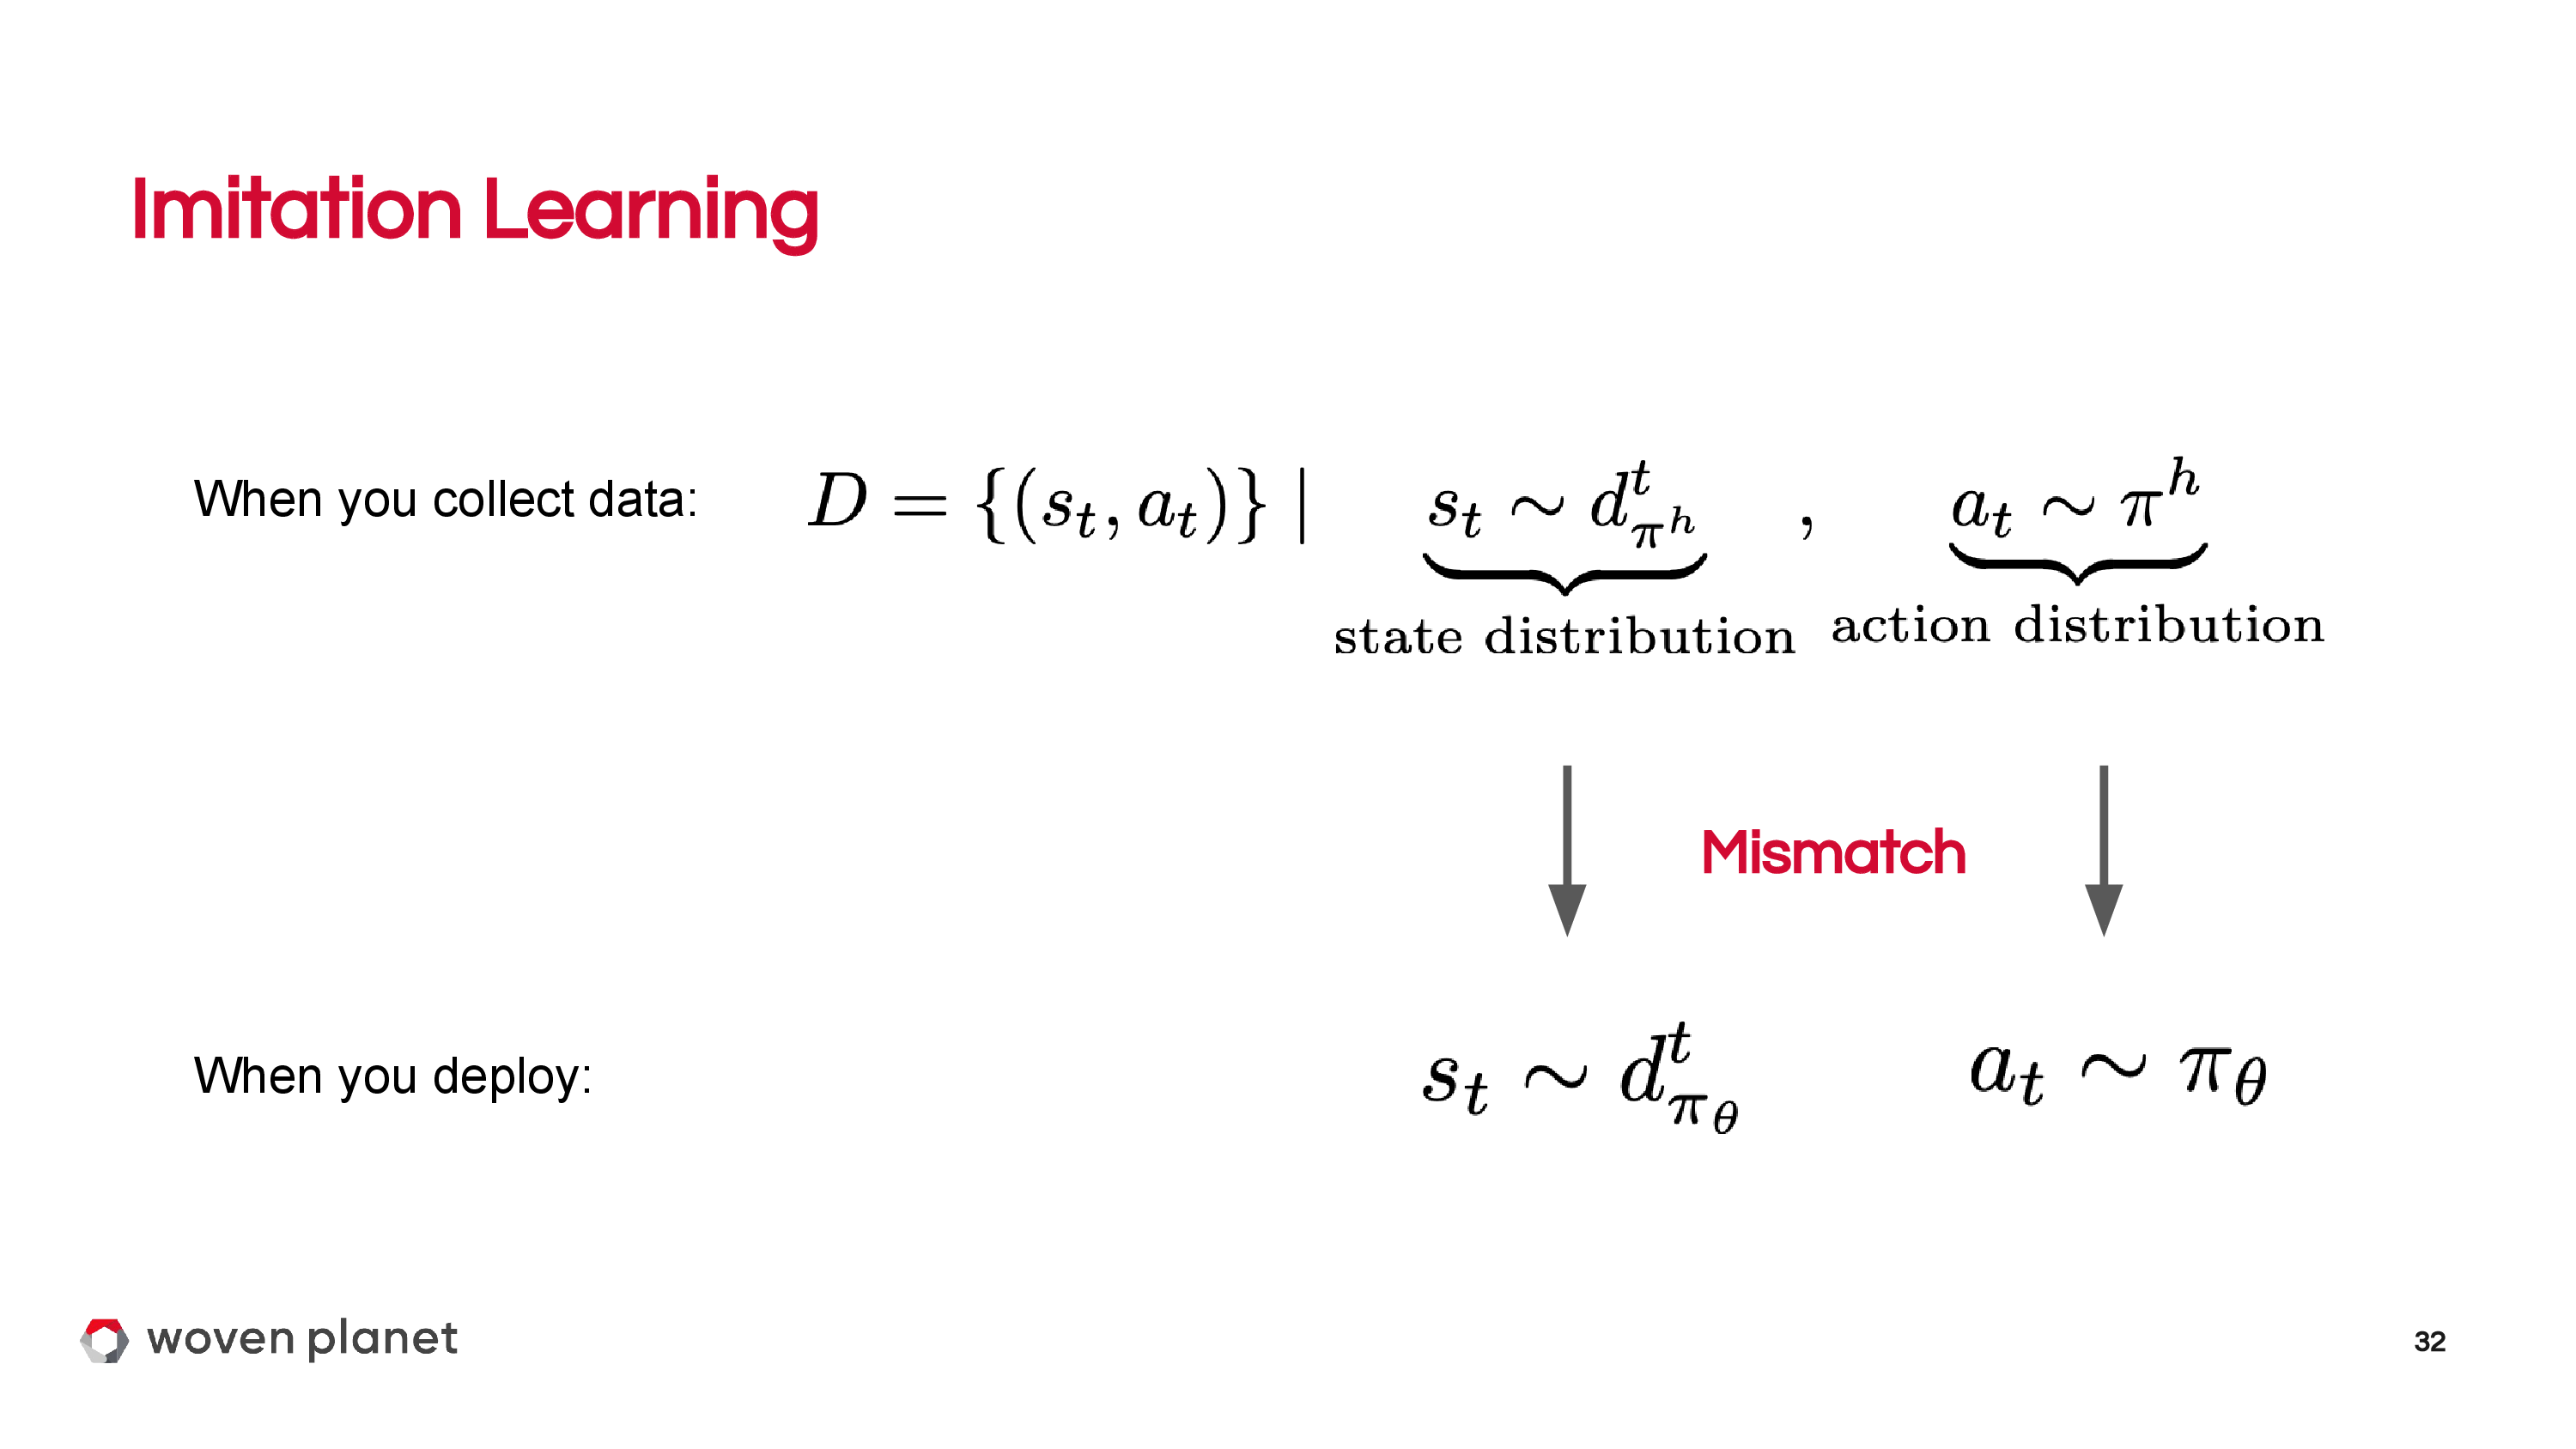 Imitation Learning
When you collect data: D = {(s_t, a_t)} | s_t ∼ d^t_{π^h} , a_t ∼ π^h
state distribution action distribution
Mismatch
When you deploy: s_t ∼ d^t_{π_θ} a_t ∼ π_θ
woven planet
32